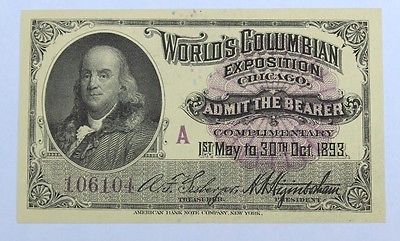 WORLD'S COLUMBIAN
EXPOSITION
CHICAGO.
ADMIT THE BEARER
COMPLIMENTARY
1ST May to 30TH Oct. 1893.
A
106104
TREASURER. PRESIDENT
AMERICAN BANK NOTE COMPANY, NEW YORK.